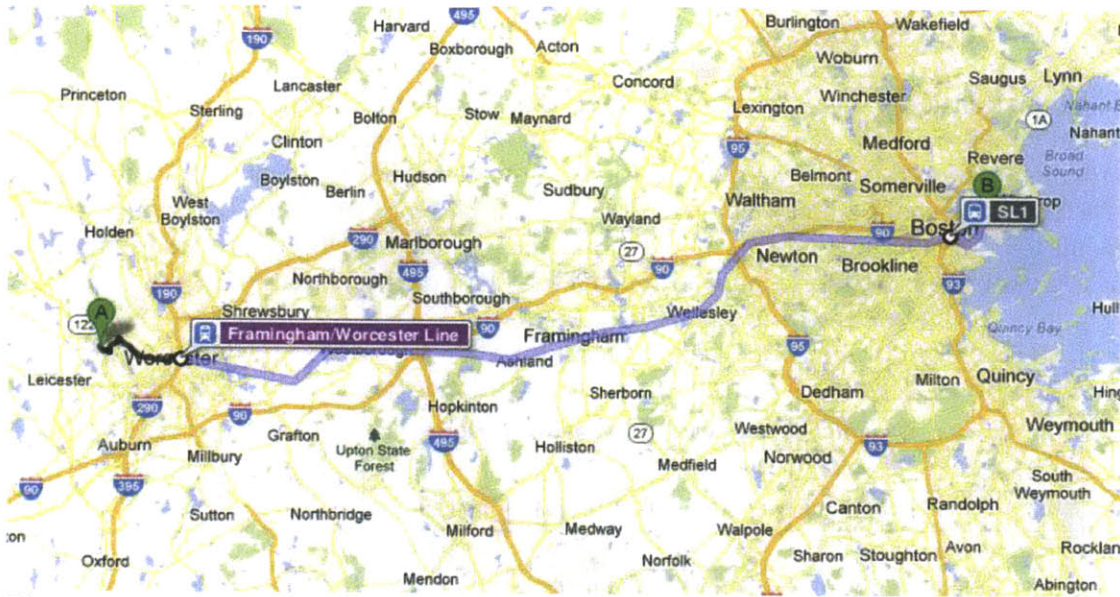 Harvard
Burlington
Wakefield
495
190
Boxborough
Acton
Woburn
Lancaster
Concord
Saugus
Lynn
Princeton
Winchester
Sterling
Bolton
Stow
Maynard
Lexington
1A
Nahant
Clinton
95
Medford
Revere
Broad
Sound
Boylston
Berlin
Hudson
Belmont
Somerville
B
West
Boylston
Sudbury
Waltham
SL1
Holden
Wayland
90
Boston
290
Marlborough
27
Newton
Brookline
Northborough
495
90
93
190
Southborough
A
Shrewsbury
Wellesley
Hull
122
90
Quincy Bay
Framingham/Worcester Line
Framingham
Worcester
Westborough
Ashland
95
Leicester
Milton
Quincy
290
90
Hopkinton
Sherborn
Dedham
Auburn
Grafton
Upton State
Forest
495
27
Westwood
93
Weymouth
Millbury
Holliston
Norwood
90
395
Medfield
South
Weymouth
Sutton
Northbridge
Milford
Medway
Walpole
Canton
Randolph
Oxford
Norfolk
Sharon
Stoughton
Avon
Mendon
Abington